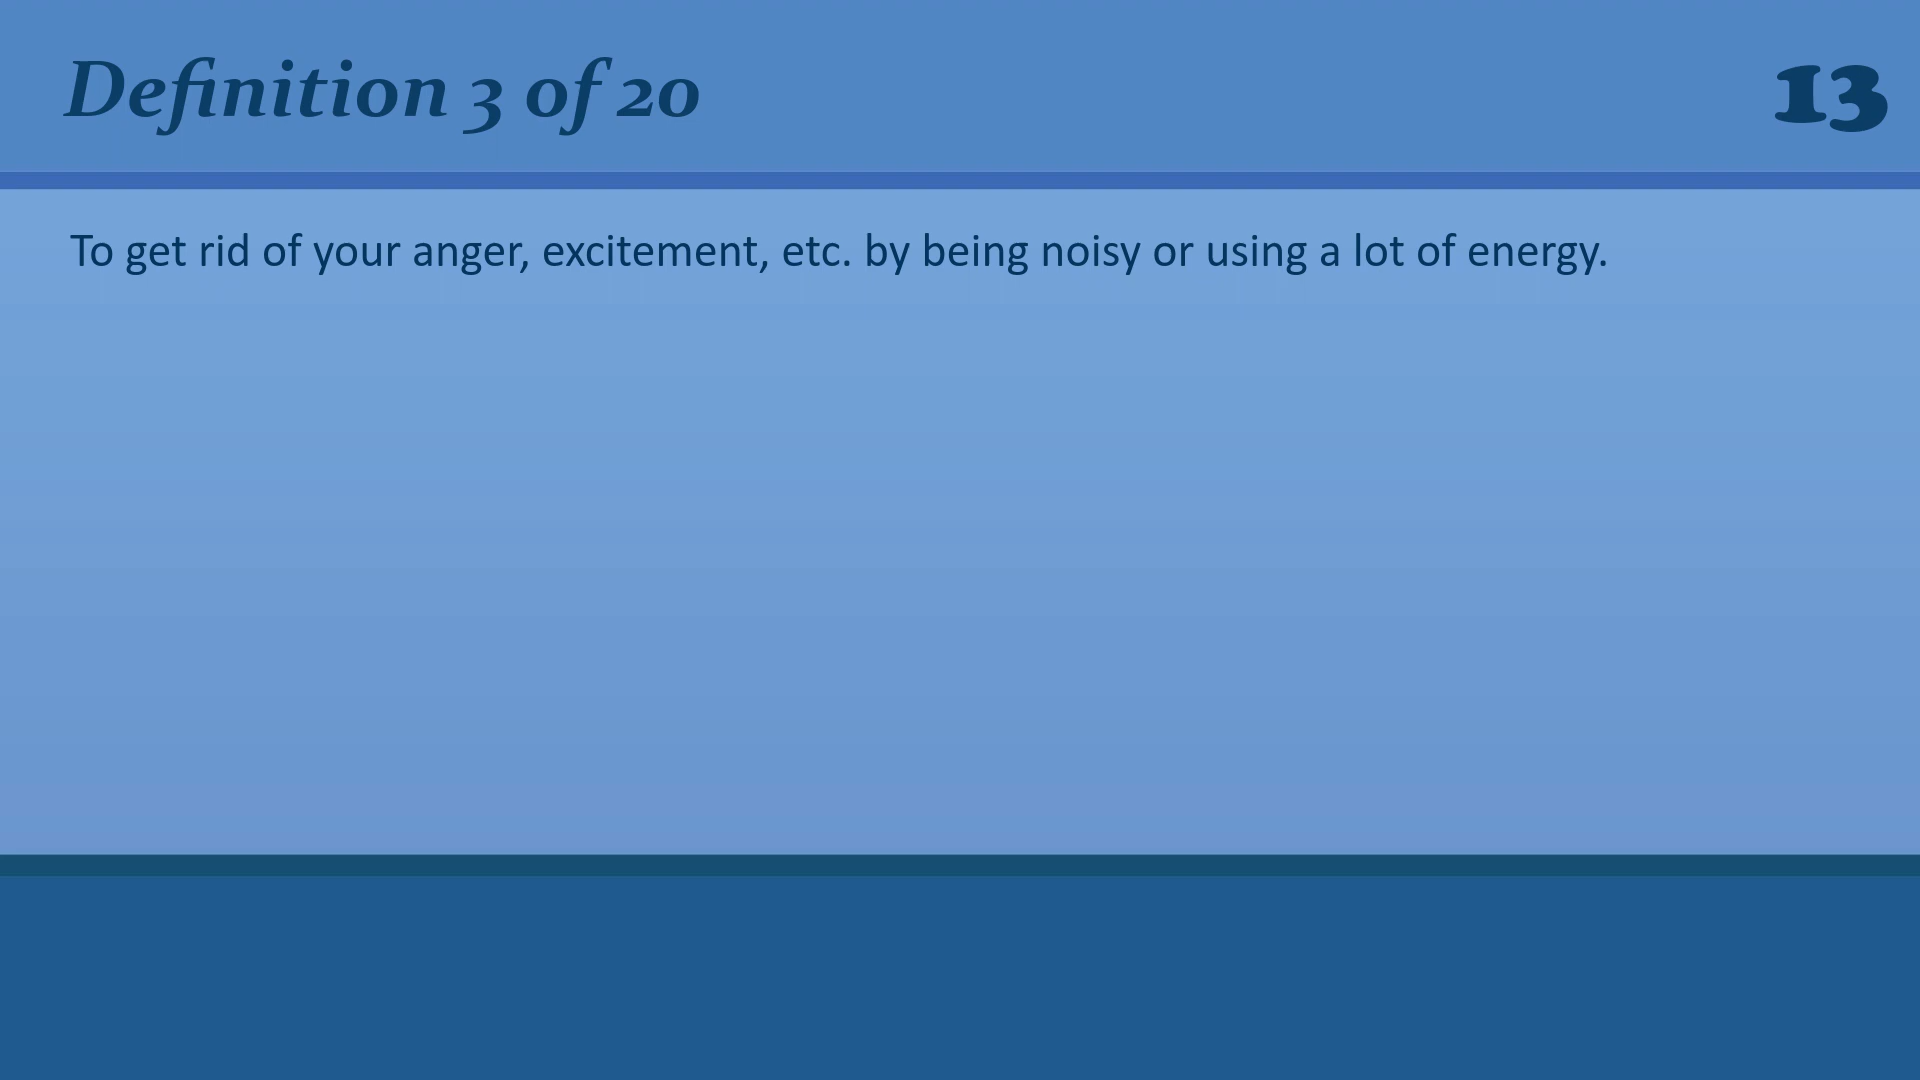 Definition 3 of 20
13
To get rid of your anger, excitement, etc. by being noisy or using a lot of energy.